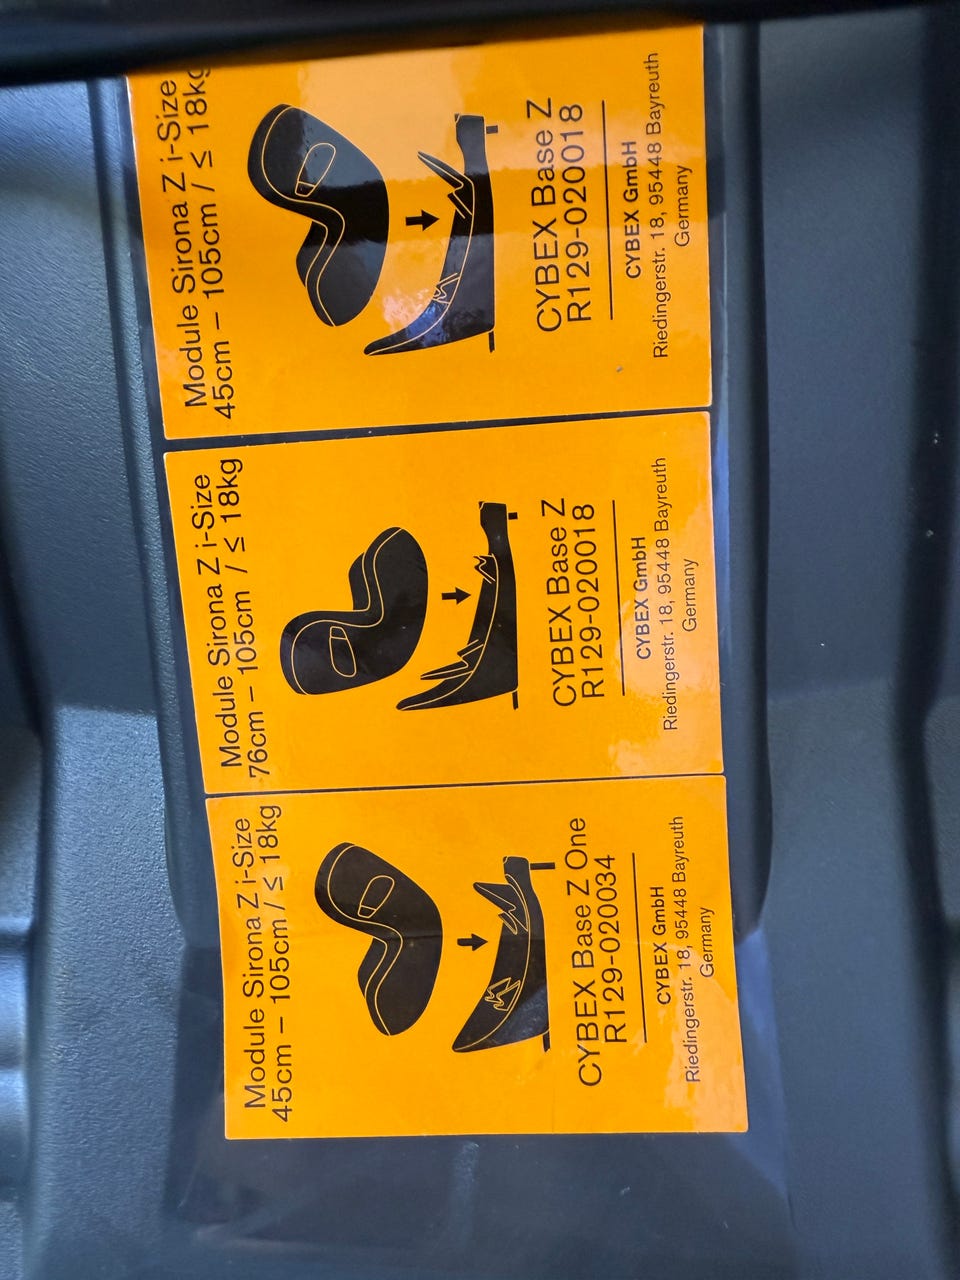 Module Sirona Z i-Size
45cm – 105cm / ≤ 18kg
CYBEX Base Z
R129-020018
CYBEX GmbH
Riedingerstr. 18, 95448 Bayreuth
Germany
Module Sirona Z i-Size
76cm – 105cm / ≤ 18kg
CYBEX Base Z
R129-020018
CYBEX GmbH
Riedingerstr. 18, 95448 Bayreuth
Germany
Module Sirona Z i-Size
45cm – 105cm / ≤ 18kg
CYBEX Base Z One
R129-020034
CYBEX GmbH
Riedingerstr. 18, 95448 Bayreuth
Germany